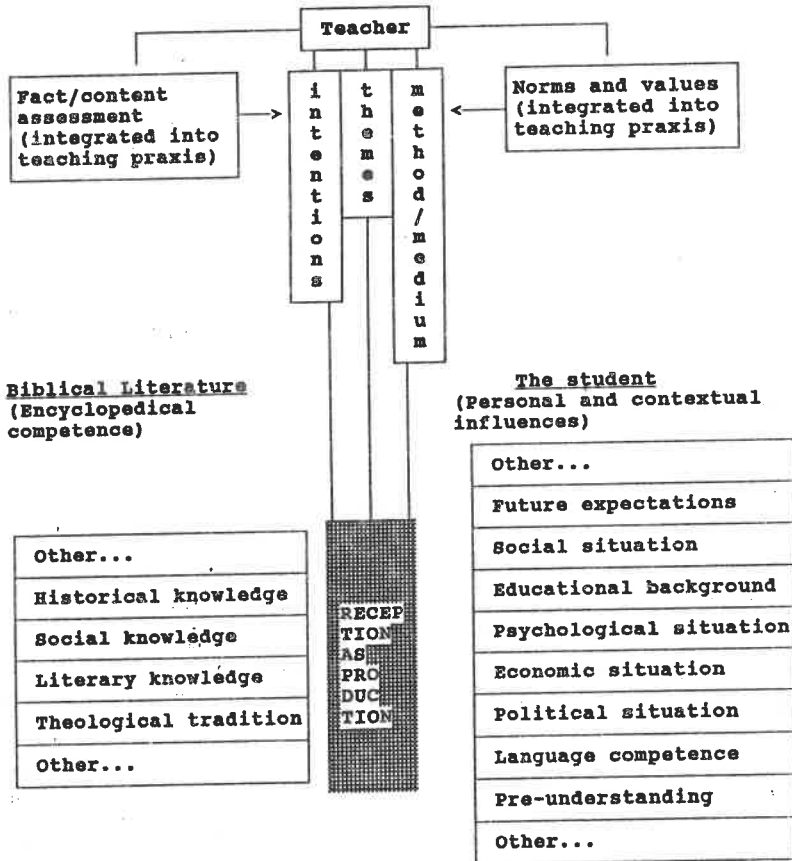 Teacher
Fact/content
assessment
(integrated into
teaching praxis)
intentions
themes
method/medium
Norms and values
(integrated into
teaching praxis)
Biblical Literature
(Encyclopedical
competence)
Other...
Historical knowledge
Social knowledge
Literary knowledge
Theological tradition
Other...
RECEP
TION
AS
PRO
DUC
TION
The student
(Personal and contextual
influences)
Other...
Future expectations
Social situation
Educational background
Psychological situation
Economic situation
Political situation
Language competence
Pre-understanding
Other...